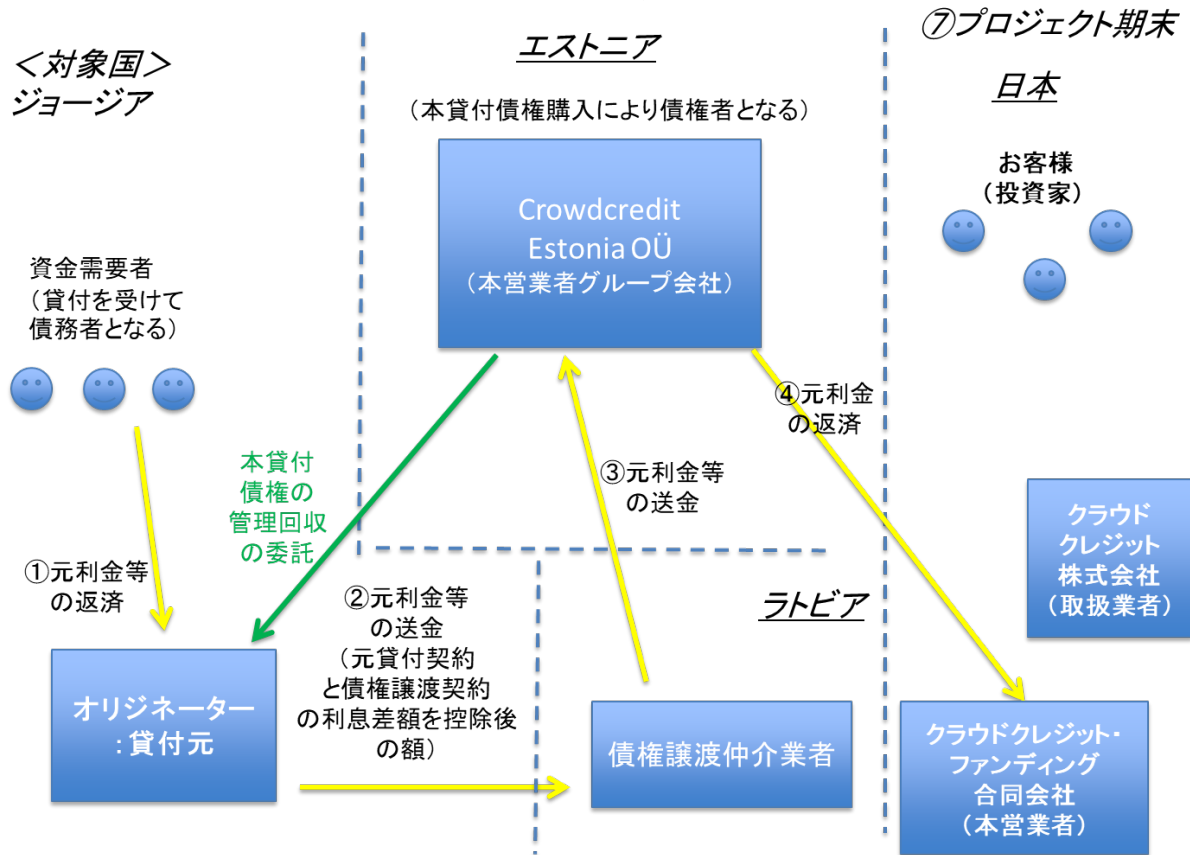 ＜対象国＞
ジョージア
資金需要者
（貸付を受けて
債務者となる）
①元利金等
の返済
本貸付
債権の
管理回収
の委託
オリジネーター
：貸付元
②元利金等
の送金
（元貸付契約
と債権譲渡契約
の利息差額を控除後
の額）
エストニア
（本貸付債権購入により債権者となる）
Crowdcredit
Estonia OÜ
（本営業者グループ会社）
③元利金等
の送金
④元利金
の返済
ラトビア
債権譲渡仲介業者
⑦プロジェクト期末
日本
お客様
（投資家）
クラウド
クレジット
株式会社
（取扱業者）
クラウドクレジット・
ファンディング
合同会社
（本営業者）